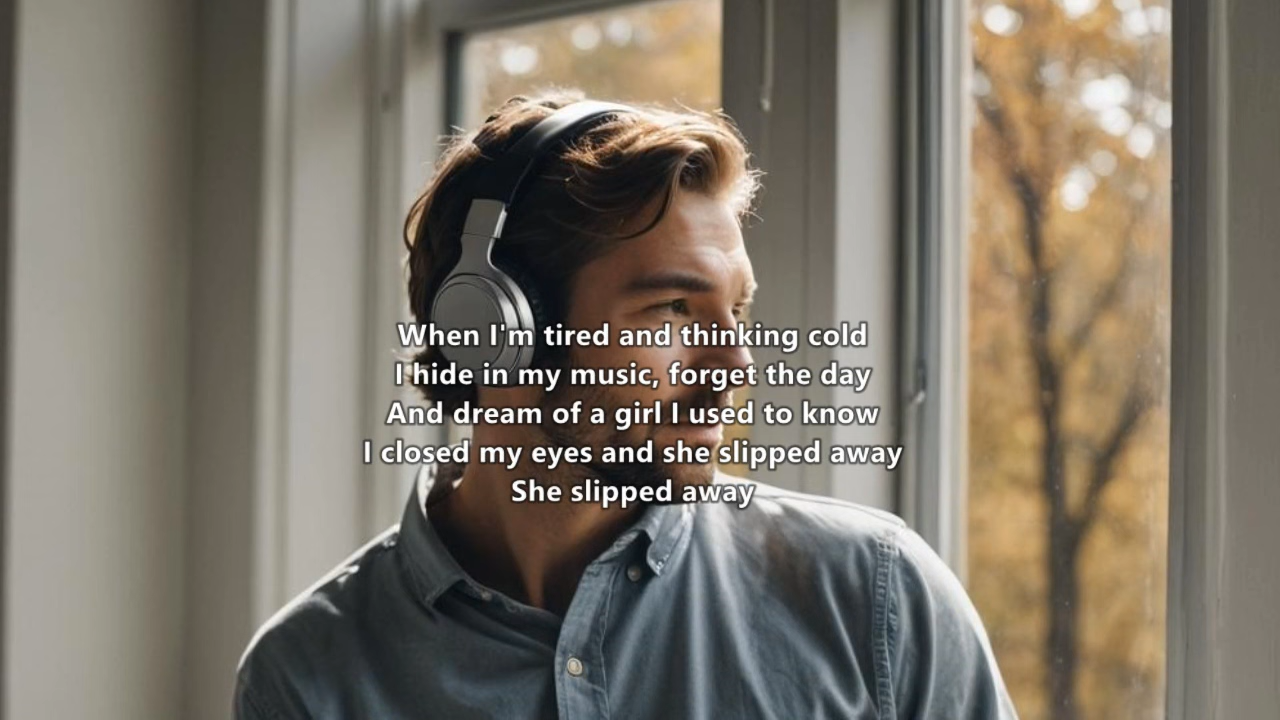 When I'm tired and thinking cold
I hide in my music, forget the day
And dream of a girl I used to know
I closed my eyes and she slipped away
She slipped away